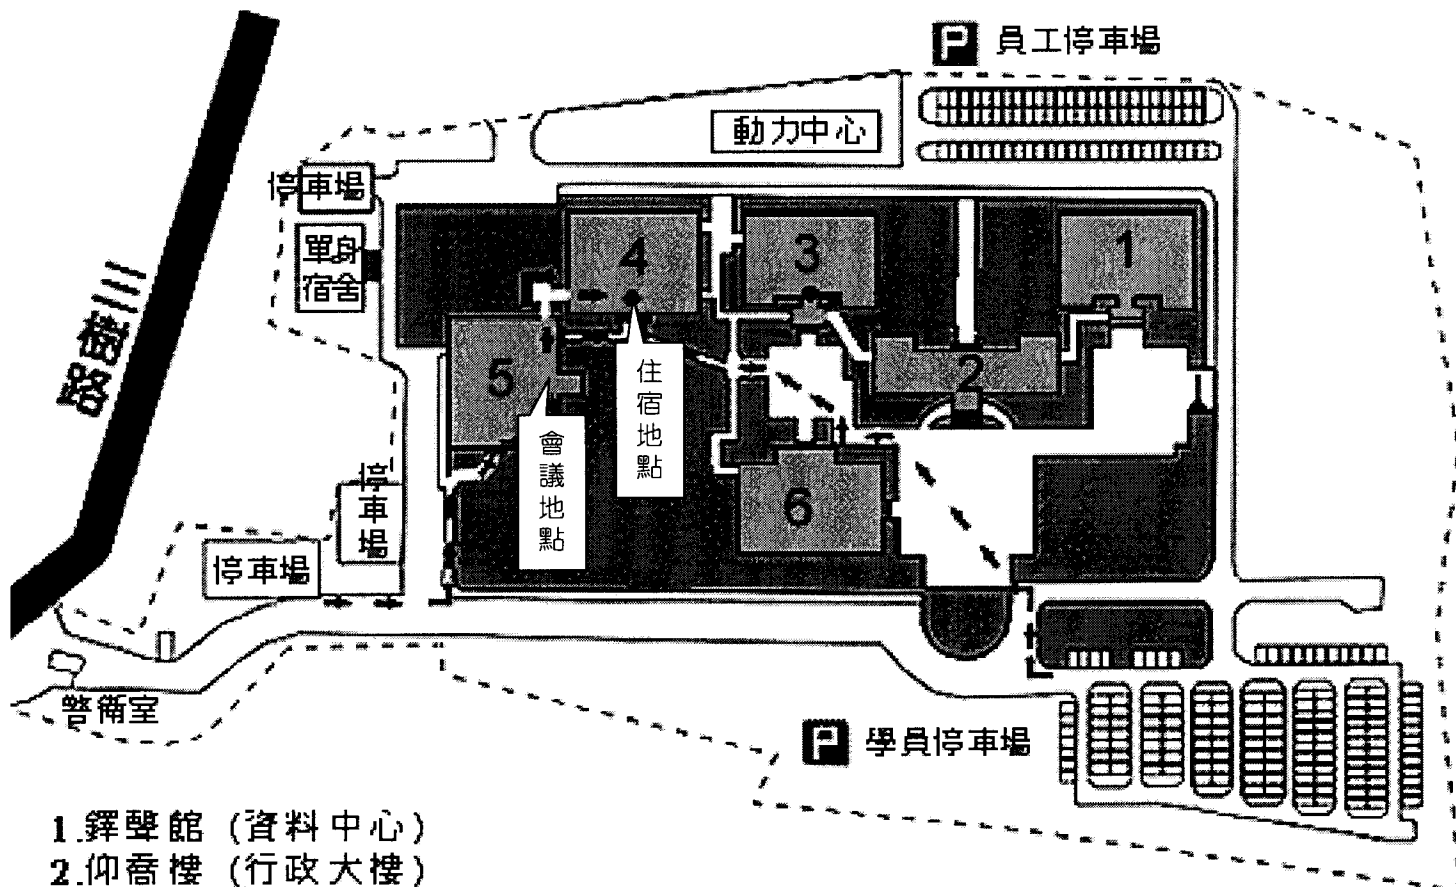 P 員工停車場
動力中心
停車場
單身
宿舍
4
3
1
三樹路
5
2
住宿地點
會議地點
6
停車場
停車場
警衛室
P 學員停車場
1.鐸聲館 (資料中心)
2.仰喬樓 (行政大樓)